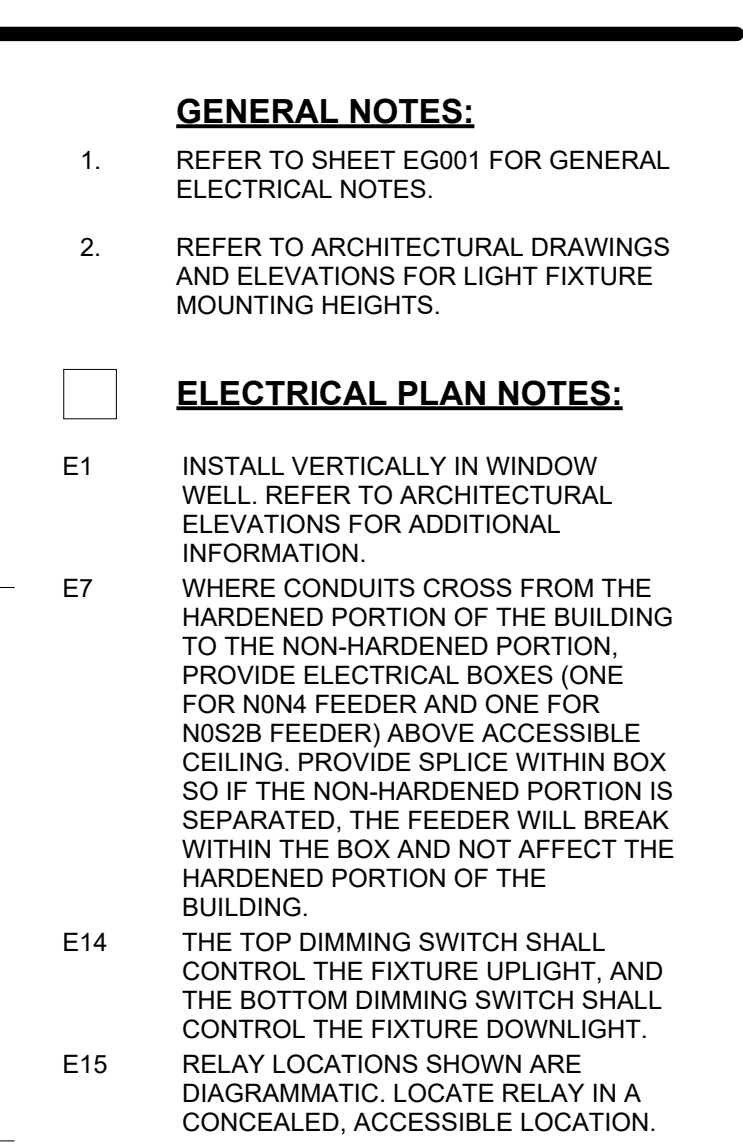 GENERAL NOTES:
1. REFER TO SHEET EG001 FOR GENERAL
ELECTRICAL NOTES.
2. REFER TO ARCHITECTURAL DRAWINGS
AND ELEVATIONS FOR LIGHT FIXTURE
MOUNTING HEIGHTS.
ELECTRICAL PLAN NOTES:
E1 INSTALL VERTICALLY IN WINDOW
WELL. REFER TO ARCHITECTURAL
ELEVATIONS FOR ADDITIONAL
INFORMATION.
E7 WHERE CONDUITS CROSS FROM THE
HARDENED PORTION OF THE BUILDING
TO THE NON-HARDENED PORTION,
PROVIDE ELECTRICAL BOXES (ONE
FOR N0N4 FEEDER AND ONE FOR
N0S2B FEEDER) ABOVE ACCESSIBLE
CEILING. PROVIDE SPLICE WITHIN BOX
SO IF THE NON-HARDENED PORTION IS
SEPARATED, THE FEEDER WILL BREAK
WITHIN THE BOX AND NOT AFFECT THE
HARDENED PORTION OF THE
BUILDING.
E14 THE TOP DIMMING SWITCH SHALL
CONTROL THE FIXTURE UPLIGHT, AND
THE BOTTOM DIMMING SWITCH SHALL
CONTROL THE FIXTURE DOWNLIGHT.
E15 RELAY LOCATIONS SHOWN ARE
DIAGRAMMATIC. LOCATE RELAY IN A
CONCEALED, ACCESSIBLE LOCATION.